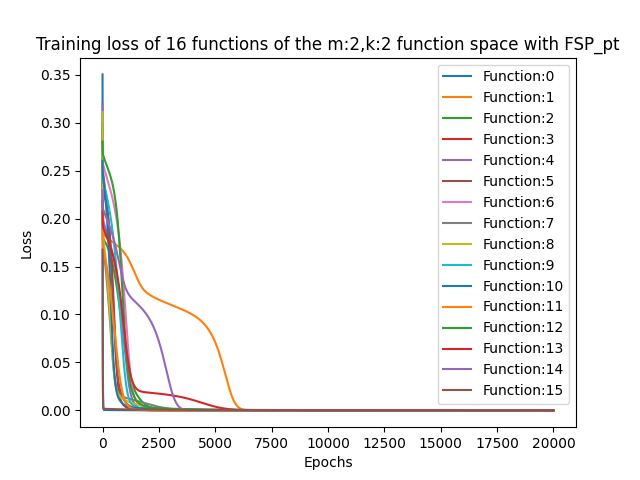 Training loss of 16 functions of the m:2,k:2 function space with FSP_pt
0.35
0.30
0.25
0.20
0.15
0.10
0.05
0.00
Loss
0 2500 5000 7500 10000 12500 15000 17500 20000
Epochs
Function:0
Function:1
Function:2
Function:3
Function:4
Function:5
Function:6
Function:7
Function:8
Function:9
Function:10
Function:11
Function:12
Function:13
Function:14
Function:15